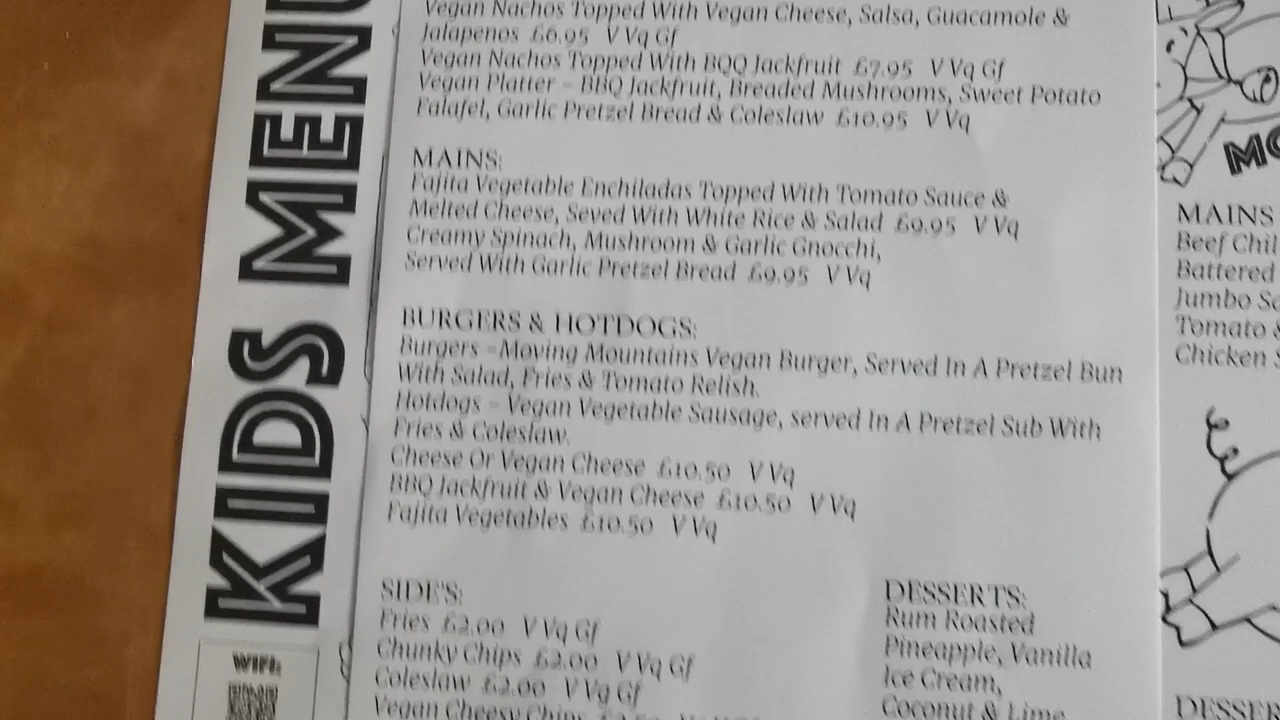 KIDS MENU
WIFI:
Vegan Nachos Topped With Vegan Cheese, Salsa, Guacamole &
Jalapenos £6.95 V Vq Gf
Vegan Nachos Topped With BQQ Jackfruit £7.95 V Vq Gf
Vegan Platter - BBQ Jackfruit, Breaded Mushrooms, Sweet Potato
Falafel, Garlic Pretzel Bread & Coleslaw £10.95 V Vq
MAINS:
Fajita Vegetable Enchiladas Topped With Tomato Sauce &
Melted Cheese, Seved With White Rice & Salad £9.95 V Vq
Creamy Spinach, Mushroom & Garlic Gnocchi,
Served With Garlic Pretzel Bread £9.95 V Vq
BURGERS & HOTDOGS:
Burgers -Moving Mountains Vegan Burger, Served In A Pretzel Bun
With Salad, Fries & Tomato Relish.
Hotdogs - Vegan Vegetable Sausage, served In A Pretzel Sub With
Fries & Coleslaw.
Cheese Or Vegan Cheese £10.50 V Vq
BBQ Jackfruit & Vegan Cheese £10.50 V Vq
Fajita Vegetables £10.50 V Vq
SIDE'S:
Fries £2.00 V Vq Gf
Chunky Chips £2.00 V Vq Gf
Coleslaw £2.00 V Vq Gf
Vegan Cheesy Chips
DESSERTS:
Rum Roasted
Pineapple, Vanilla
Ice Cream,
Coconut & Lime
MAINS
Beef
Battered
Jumbo
Tomato &
Chicken